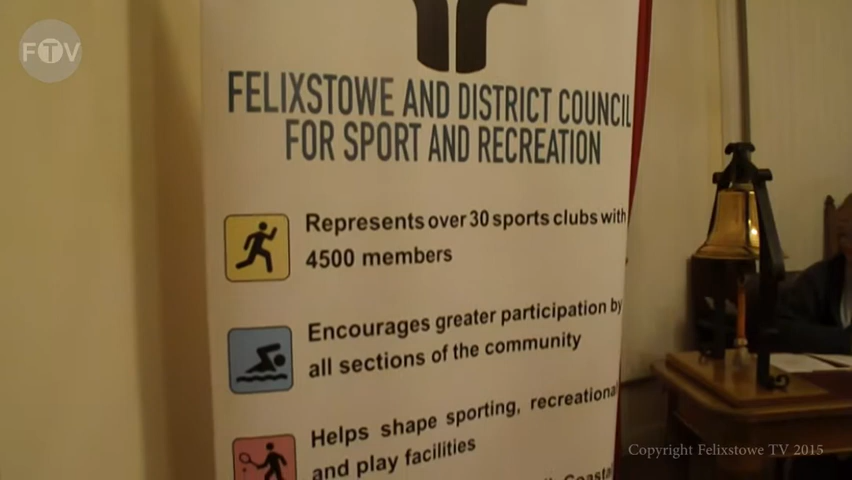 FTV
FELIXSTOWE AND DISTRICT COUNCIL
FOR SPORT AND RECREATION
Represents over 30 sports clubs with
4500 members
Encourages greater participation by
all sections of the community
Helps shape sporting, recreational
and play facilities
Coastal
Copyright Felixstowe TV 2015